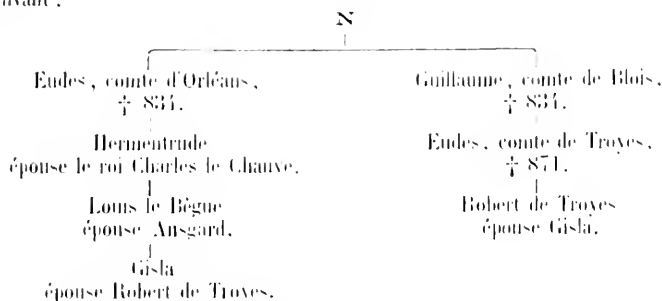 uivant :
N
Eudes, comte d'Orléans,
† 834.
Hermentrude
épouse le roi Charles le Chauve.
Louis le Bègue
épouse Ansgard.
Gisla
épouse Robert de Troyes.
Guillaume, comte de Blois,
† 834.
Eudes, comte de Troyes,
† 871.
Robert de Troyes
épouse Gisla.